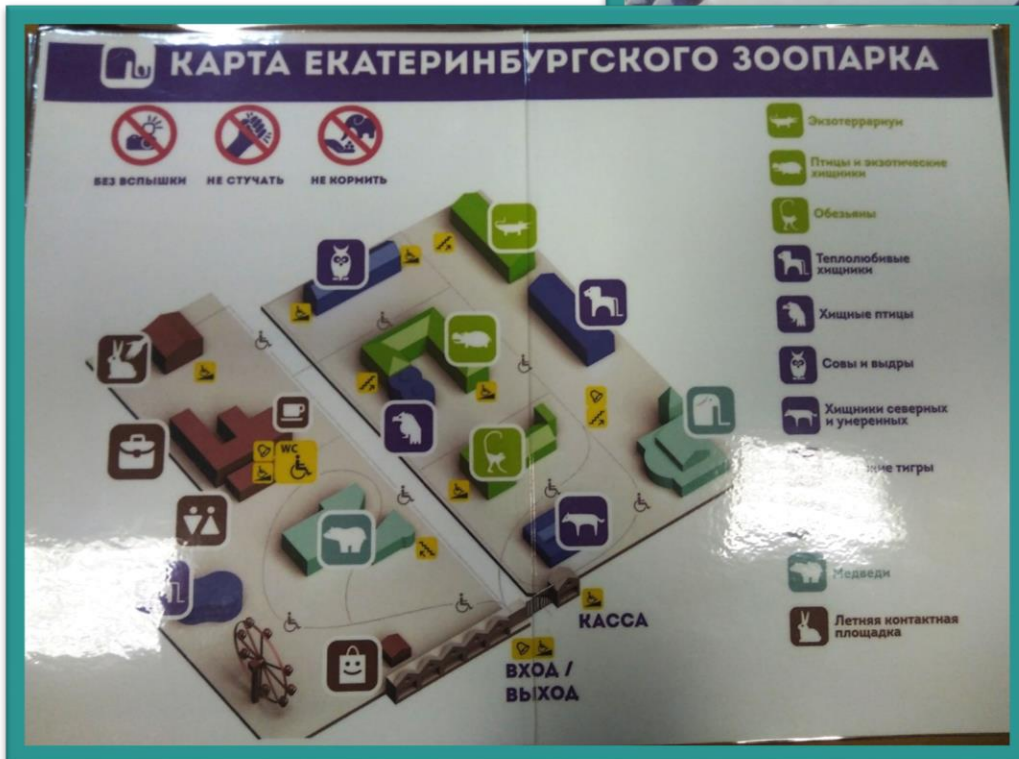 КАРТА ЕКАТЕРИНБУРГСКОГО ЗООПАРКА
БЕЗ ВСПЫШКИ
НЕ СТУЧАТЬ
НЕ КОРМИТЬ
Экзотеррариум
Птицы и экзотические
хищники
Обезьяны
Теплолюбивые
хищники
Хищные птицы
Совы и выдры
Хищники северных
и умеренных
тигры
Медведи
Летняя контактная
площадка
WC
КАССА
ВХОД /
ВЫХОД